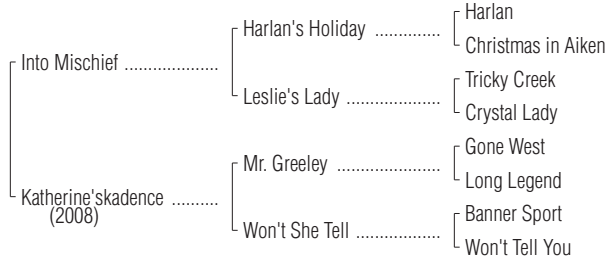 Harlan
Harlan's Holiday ..............
Christmas in Aiken
Into Mischief ....................
Tricky Creek
Leslie's Lady ....................
Crystal Lady
Gone West
Mr. Greeley ......................
Long Legend
Katherine'skadence ..........
(2008)
Banner Sport
Won't She Tell ..................
Won't Tell You